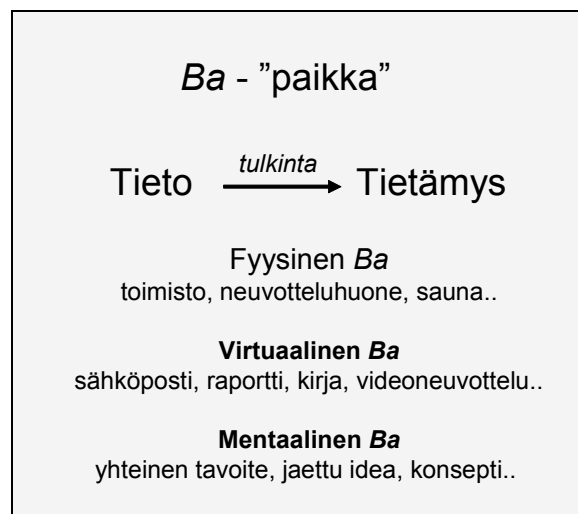 Ba - ”paikka”
tulkinta
Tieto Tietämys
Fyysinen Ba
toimisto, neuvotteluhuone, sauna..
Virtuaalinen Ba
sähköposti, raportti, kirja, videoneuvottelu..
Mentaalinen Ba
yhteinen tavoite, jaettu idea, konsepti..